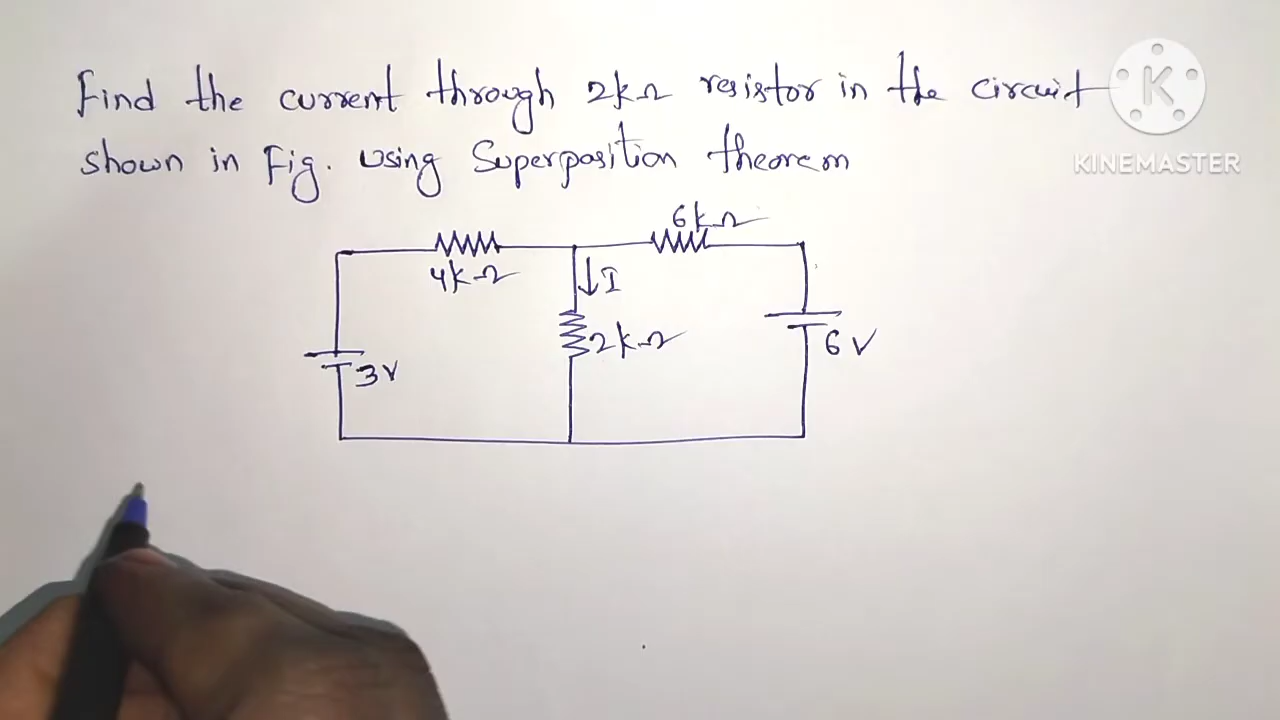 Find the current through 2kΩ resistor in the circuit
shown in Fig. using Superposition theorem
6kΩ
4kΩ
I
2kΩ
6V
3V
K
KINEMASTER